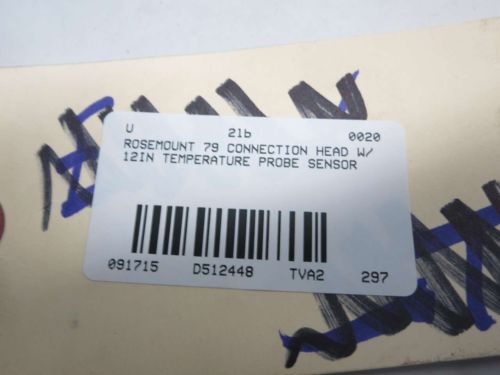 U 21b 0020
ROSEMOUNT 79 CONNECTION HEAD W/
12IN TEMPERATURE PROBE SENSOR
091715 D512448 TVA2 297